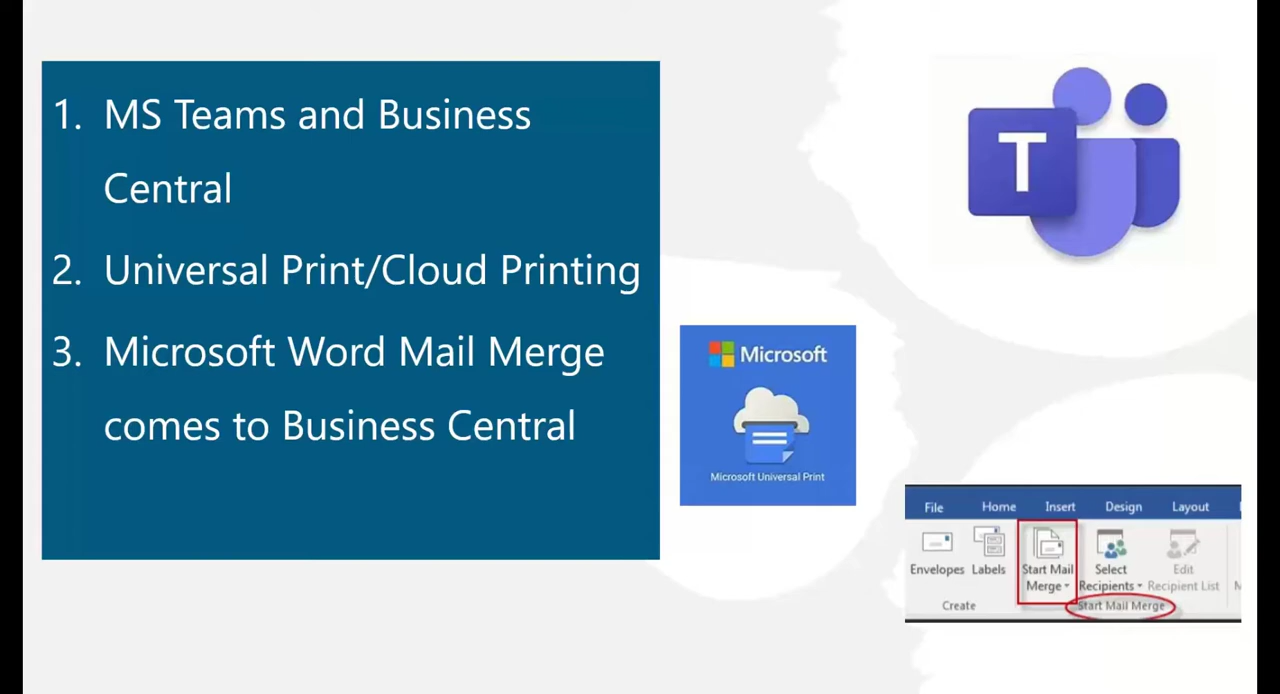 1. MS Teams and Business
Central
2. Universal Print/Cloud Printing
3. Microsoft Word Mail Merge
comes to Business Central
T
Microsoft
Microsoft Universal Print
File Home Insert Design Layout
Envelopes Labels Start Mail Merge Select Recipients Edit Recipient List
Create Start Mail Merge